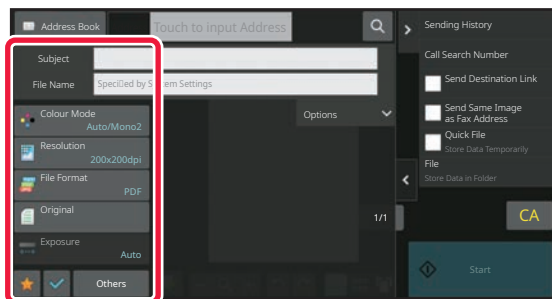 Address Book
Touch to input Address
Subject
File Name
Specified by System Settings
Colour Mode
Auto/Mono2
Resolution
200x200dpi
File Format
PDF
Original
Exposure
Auto
Others
Options
1/1
Sending History
Call Search Number
Send Destination Link
Send Same Image
as Fax Address
Quick File
Store Data Temporarily
File
Store Data in Folder
CA
Start